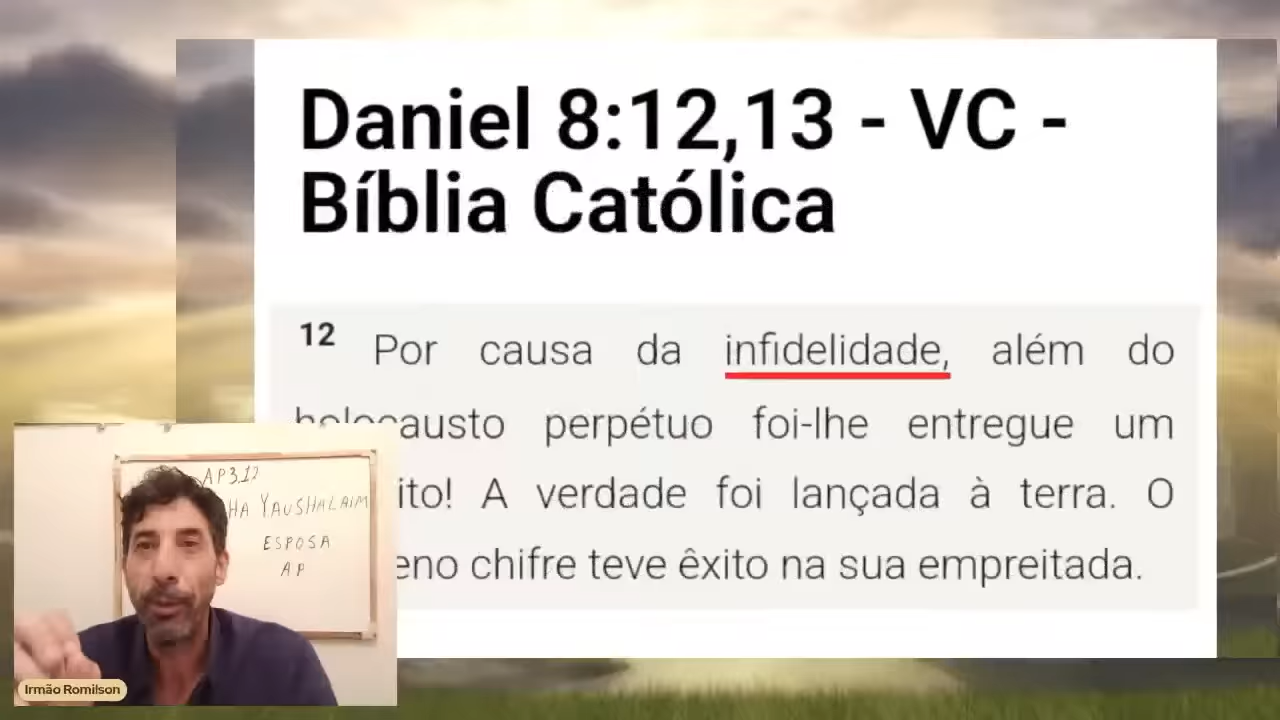 Daniel 8:12,13 - VC -
Bíblia Católica
12 Por causa da infidelidade, além do
perpétuo foi-lhe entregue um
A verdade foi lançada à terra. O
chifre teve êxito na sua empreitada.
AP3,12
YAUSHALAIM
ESPOSA
AP
Irmão Romilson